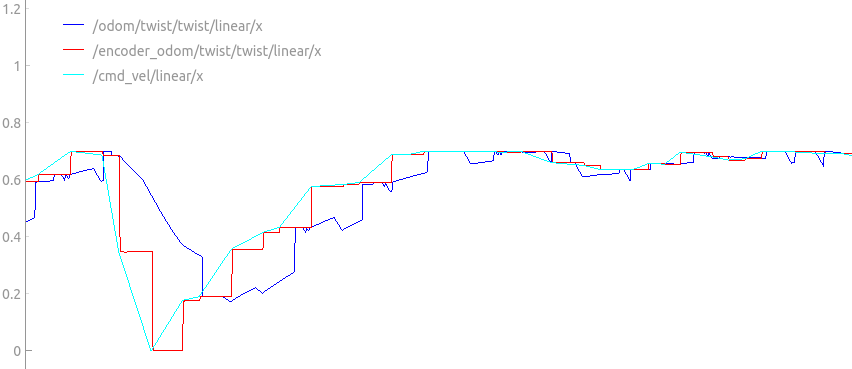 1.2
/odom/twist/twist/linear/x
/encoder_odom/twist/twist/linear/x
1
/cmd_vel/linear/x
0.8
0.6
0.4
0.2
0